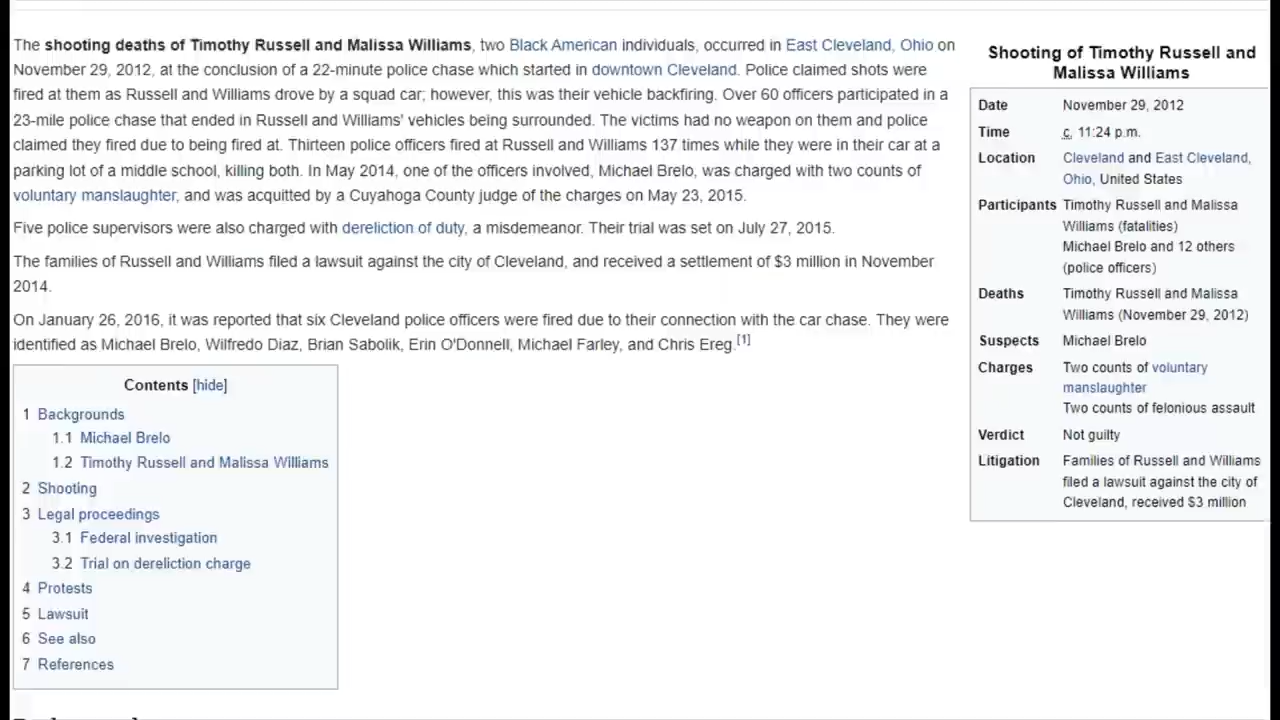 The shooting deaths of Timothy Russell and Malissa Williams, two Black American individuals, occurred in East Cleveland, Ohio on
November 29, 2012, at the conclusion of a 22-minute police chase which started in downtown Cleveland. Police claimed shots were
fired at them as Russell and Williams drove by a squad car; however, this was their vehicle backfiring. Over 60 officers participated in a
23-mile police chase that ended in Russell and Williams' vehicles being surrounded. The victims had no weapon on them and police
claimed they fired due to being fired at. Thirteen police officers fired at Russell and Williams 137 times while they were in their car at a
parking lot of a middle school, killing both. In May 2014, one of the officers involved, Michael Brelo, was charged with two counts of
voluntary manslaughter, and was acquitted by a Cuyahoga County judge of the charges on May 23, 2015.
Five police supervisors were also charged with dereliction of duty, a misdemeanor. Their trial was set on July 27, 2015.
The families of Russell and Williams filed a lawsuit against the city of Cleveland, and received a settlement of $3 million in November
2014.
On January 26, 2016, it was reported that six Cleveland police officers were fired due to their connection with the car chase. They were
identified as Michael Brelo, Wilfredo Diaz, Brian Sabolik, Erin O'Donnell, Michael Farley, and Chris Ereg.[1]
Contents [hide]
1 Backgrounds
1.1 Michael Brelo
1.2 Timothy Russell and Malissa Williams
2 Shooting
3 Legal proceedings
3.1 Federal investigation
3.2 Trial on dereliction charge
4 Protests
5 Lawsuit
6 See also
7 References
Shooting of Timothy Russell and
Malissa Williams
Date November 29, 2012
Time c. 11:24 p.m.
Location Cleveland and East Cleveland,
Ohio, United States
Participants Timothy Russell and Malissa
Williams (fatalities)
Michael Brelo and 12 others
(police officers)
Deaths Timothy Russell and Malissa
Williams (November 29, 2012)
Suspects Michael Brelo
Charges Two counts of voluntary
manslaughter
Two counts of felonious assault
Verdict Not guilty
Litigation Families of Russell and Williams
filed a lawsuit against the city of
Cleveland, received $3 million